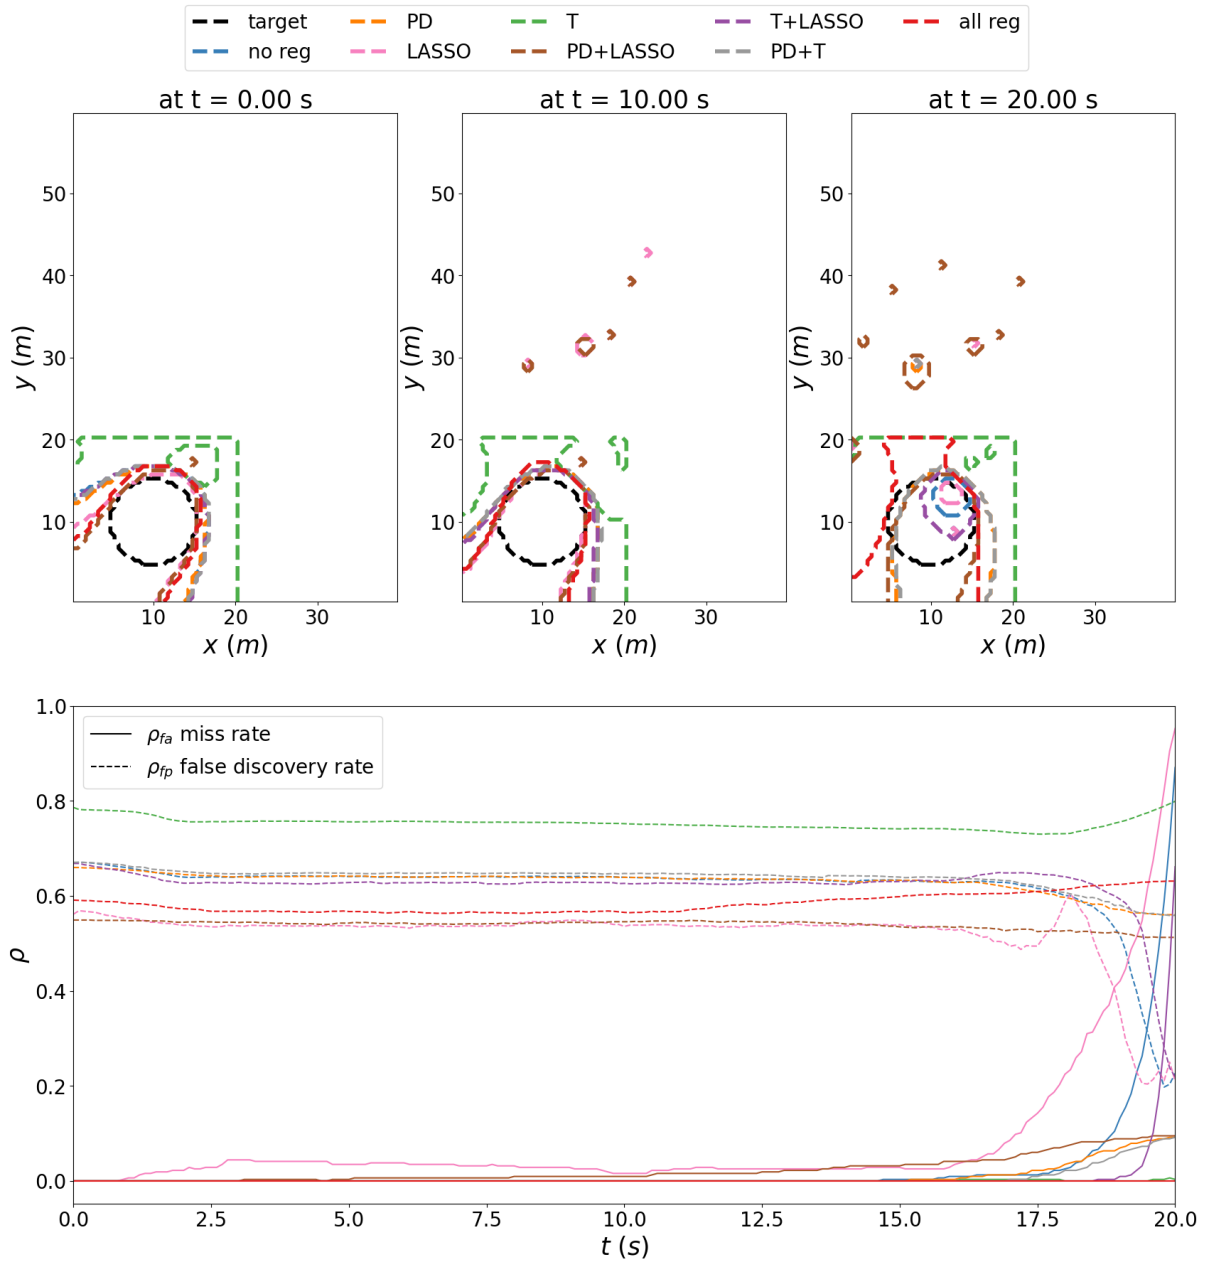 target PD T T+LASSO all reg
no reg LASSO PD+LASSO PD+T
at t = 0.00 s at t = 10.00 s at t = 20.00 s
50 50 50
40 40 40
30 30 30
20 20 20
10 10 10
y (m) y (m) y (m)
10 20 30 10 20 30 10 20 30
x (m) x (m) x (m)
1.0
ρfa miss rate
ρfp false discovery rate
0.8
0.6
ρ
0.4
0.2
0.0
0.0 2.5 5.0 7.5 10.0 12.5 15.0 17.5 20.0
t (s)